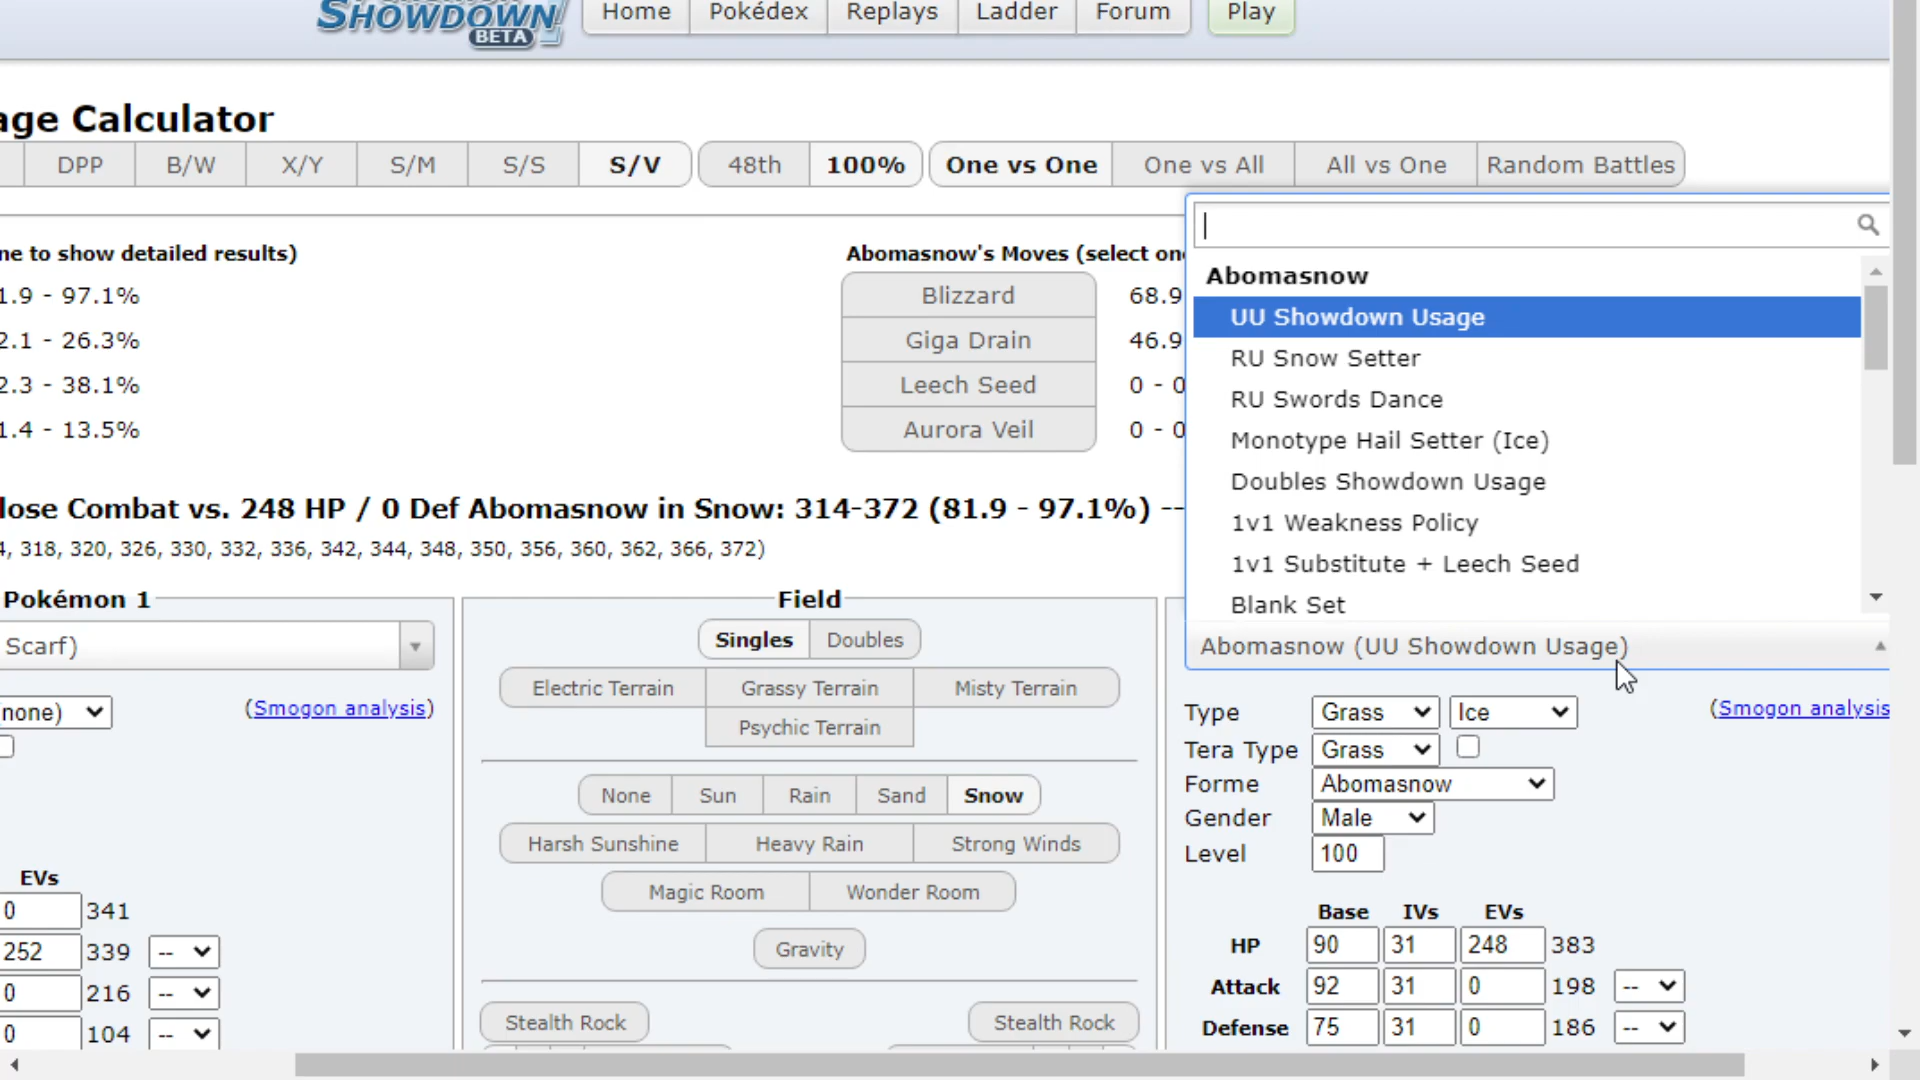 SHOWDOWN
BETA
Home Pokédex Replays Ladder Forum Play
age Calculator
DPP B/W X/Y S/M S/S S/V 48th 100% One vs One One vs All All vs One Random Battles
ne to show detailed results)
Abomasnow's Moves (select on
1.9 - 97.1%
Blizzard 68.9
2.1 - 26.3%
Giga Drain 46.9
2.3 - 38.1%
Leech Seed 0 - 0
1.4 - 13.5%
Aurora Veil 0 - 0
Abomasnow
UU Showdown Usage
RU Snow Setter
RU Swords Dance
Monotype Hail Setter (Ice)
Doubles Showdown Usage
1v1 Weakness Policy
1v1 Substitute + Leech Seed
Blank Set
Abomasnow (UU Showdown Usage)
lose Combat vs. 248 HP / 0 Def Abomasnow in Snow: 314-372 (81.9 - 97.1%) --
4, 318, 320, 326, 330, 332, 336, 342, 344, 348, 350, 356, 360, 362, 366, 372)
Pokémon 1
Scarf)
none)
(Smogon analysis)
EVs
0 341
252 339 --
0 216 --
0 104 --
Field
Singles Doubles
Electric Terrain Grassy Terrain Misty Terrain
Psychic Terrain
None Sun Rain Sand Snow
Harsh Sunshine Heavy Rain Strong Winds
Magic Room Wonder Room
Gravity
Stealth Rock Stealth Rock
Type Grass Ice
(Smogon analysis
Tera Type Grass
Forme Abomasnow
Gender Male
Level 100
Base IVs EVs
HP 90 31 248 383
Attack 92 31 0 198 --
Defense 75 31 0 186 --